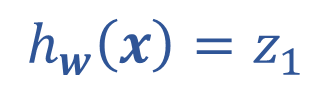 h_w(x) = z_1